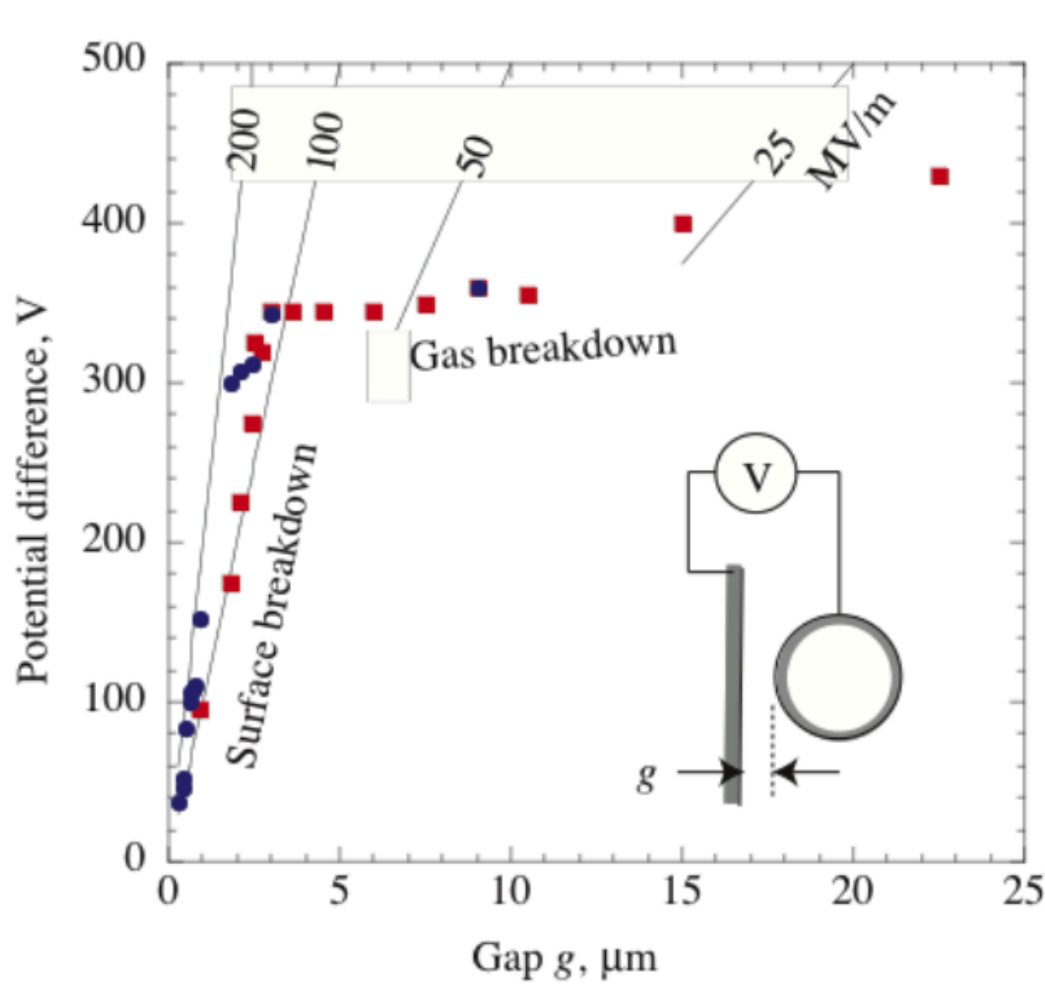 500
400
300
200
100
0
0 5 10 15 20 25
Potential difference, V
Gap g, μm
200
100
50
25
MV/m
Gas breakdown
Surface breakdown
V
g